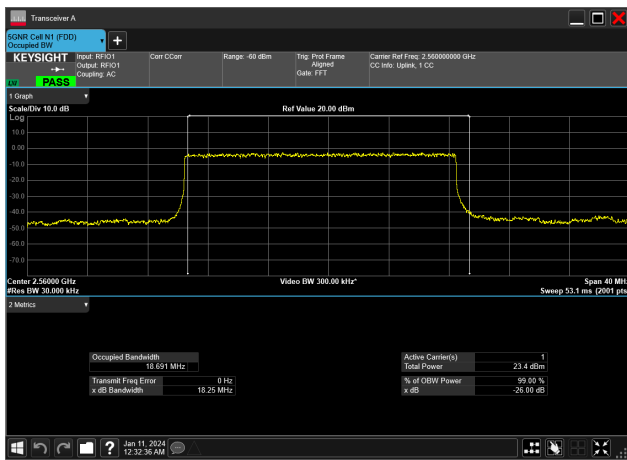 Transceiver A
5GNR Cell N1 (FDD)
Occupied BW
KEYSIGHT
LXI
PASS
Input: RFIO1
Output: RFIO1
Coupling: AC
Corr CCorr
Range: -60 dBm
Trig: Prot Frame
Aligned
Gate: FFT
Carrier Ref Freq: 2.560000000 GHz
CC Info: Uplink, 1 CC
1 Graph
Scale/Div 10.0 dB
Ref Value 20.00 dBm
Log
10.0
0.00
-10.0
-20.0
-30.0
-40.0
-50.0
-60.0
-70.0
Center 2.56000 GHz
Video BW 300.00 kHz*
Span 40 MHz
#Res BW 30.000 kHz
Sweep 53.1 ms (2001 pts
2 Metrics
Occupied Bandwidth
18.691 MHz
Transmit Freq Error 0 Hz
x dB Bandwidth 18.25 MHz
Active Carrier(s) 1
Total Power 23.4 dBm
% of OBW Power 99.00 %
x dB -26.00 dB
Jan 11, 2024
12:32:36 AM